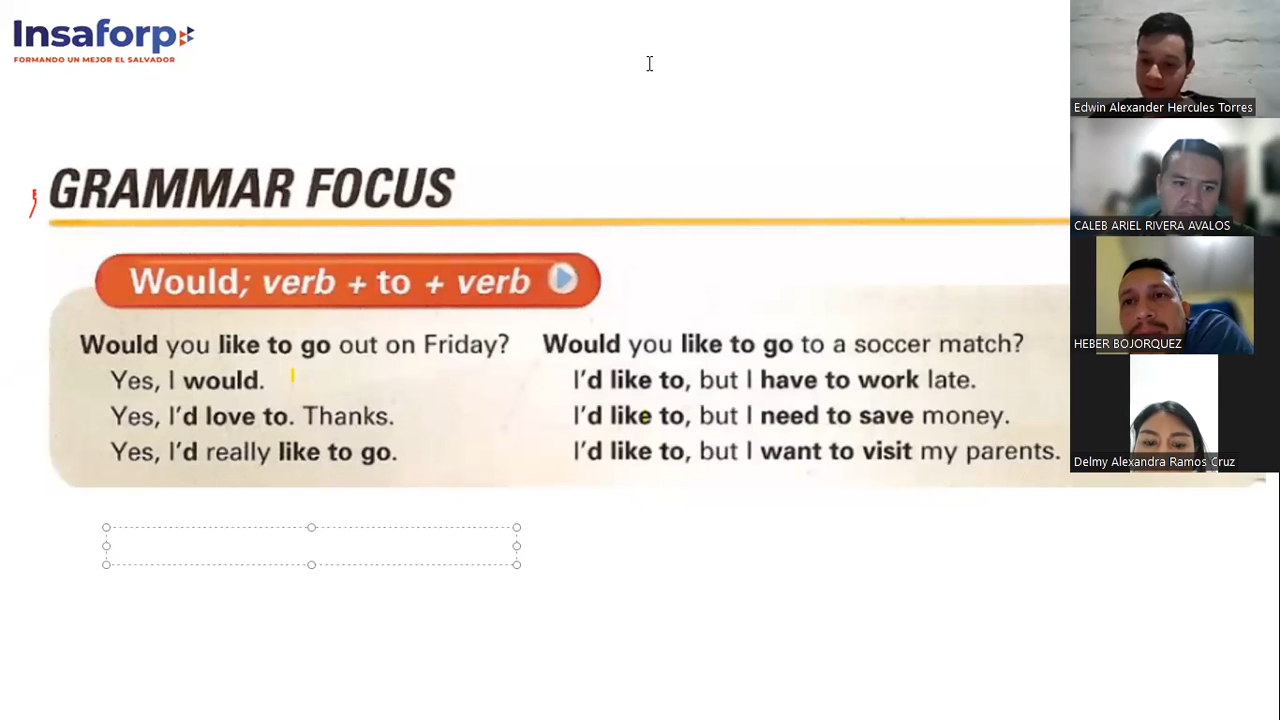 Insaforp
FORMANDO UN MEJOR EL SALVADOR
GRAMMAR FOCUS
Would; verb + to + verb
Would you like to go out on Friday?
Yes, I would.
Yes, I'd love to. Thanks.
Yes, I'd really like to go.
Would you like to go to a soccer match?
I'd like to, but I have to work late.
I'd like to, but I need to save money.
I'd like to, but I want to visit my parents.
Edwin Alexander Hercules Torres
CALEB ARIEL RIVERA AVALOS
HEBER BOJORQUEZ
Delmy Alexandra Ramos Cruz